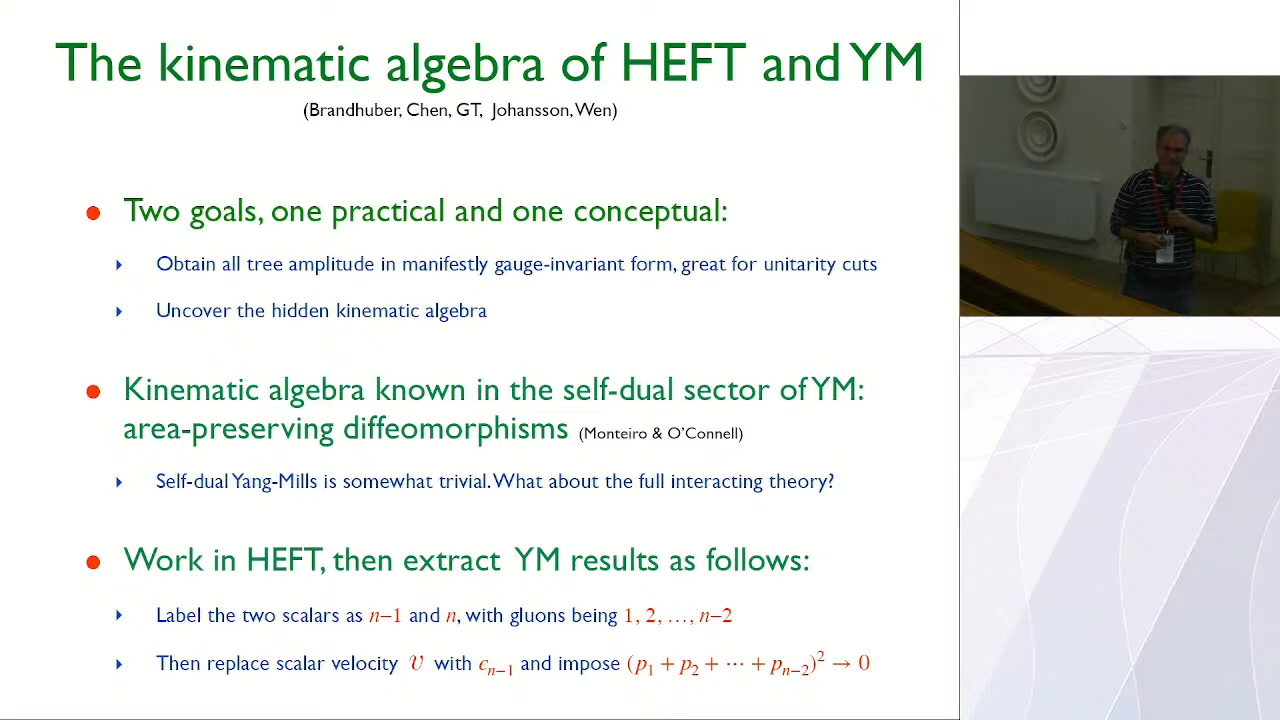 The kinematic algebra of HEFT and YM
(Brandhuber, Chen, GT, Johansson, Wen)
Two goals, one practical and one conceptual:
Obtain all tree amplitude in manifestly gauge-invariant form, great for unitarity cuts
Uncover the hidden kinematic algebra
Kinematic algebra known in the self-dual sector of YM:
area-preserving diffeomorphisms (Monteiro & O'Connell)
Self-dual Yang-Mills is somewhat trivial. What about the full interacting theory?
Work in HEFT, then extract YM results as follows:
Label the two scalars as n−1 and n, with gluons being 1, 2, …, n−2
Then replace scalar velocity v with εₙ₋₁ and impose (p₁ + p₂ + ⋯ + pₙ₋₂)² → 0